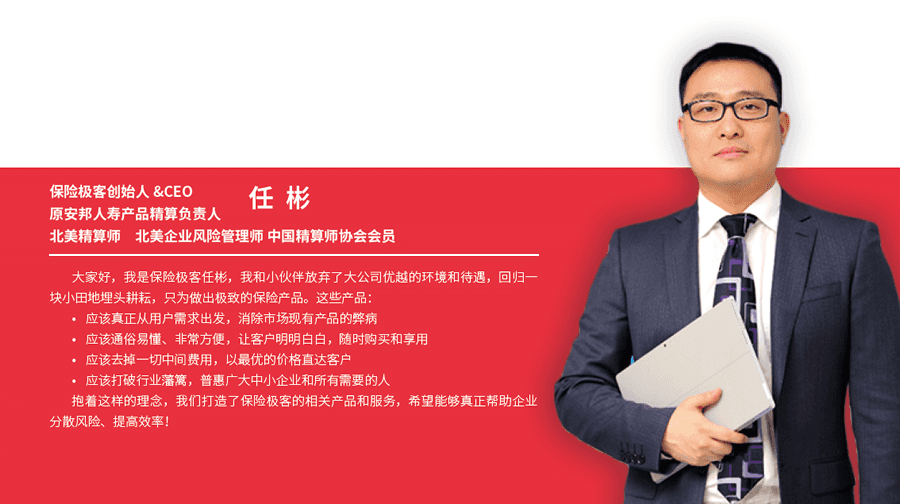 保险极客创始人 &CEO
任 彬
原安邦人寿产品精算负责人
北美精算师 北美企业风险管理师 中国精算师协会会员
大家好，我是保险极客任彬，我和小伙伴放弃了大公司优越的环境和待遇，回归一
块小田地埋头耕耘，只为做出极致的保险产品。这些产品：
• 应该真正从用户需求出发，消除市场现有产品的弊病
• 应该通俗易懂、非常方便，让客户明明白白，随时购买和享用
• 应该去掉一切中间费用，以最优的价格直达客户
• 应该打破行业藩篱，普惠广大中小企业和所有需要的人
抱着这样的理念，我们打造了保险极客的相关产品和服务，希望能够真正帮助企业
分散风险、提高效率！